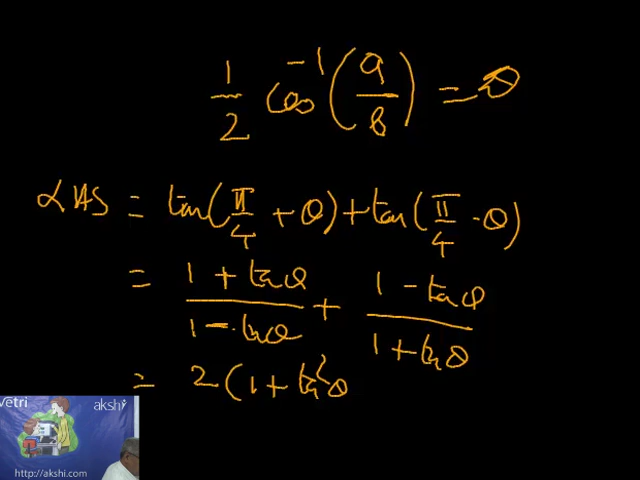 1/2 cos⁻¹(a/b) = θ
LHS = tan(π/4 + θ) + tan(π/4 - θ)
= (1 + tanθ)/(1 - tanθ) + (1 - tanθ)/(1 + tanθ)
= 2(1 + tan²θ
Vetri akshi
http://akshi.com